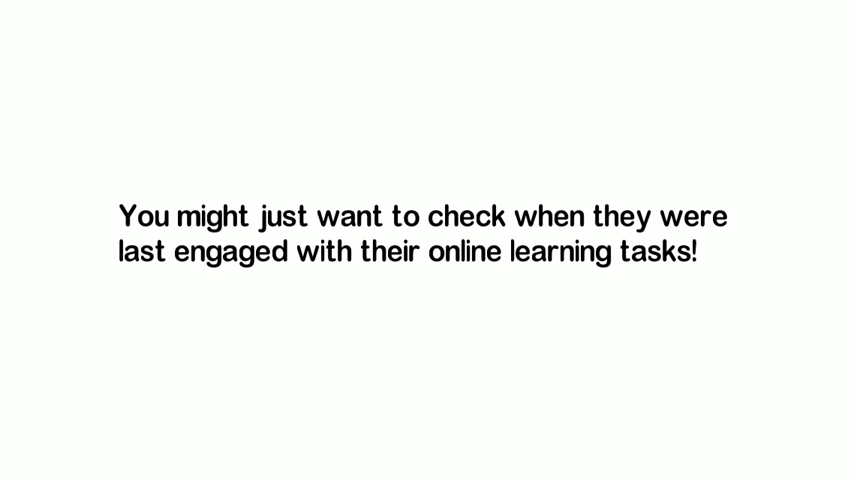 You might just want to check when they were
last engaged with their online learning tasks!